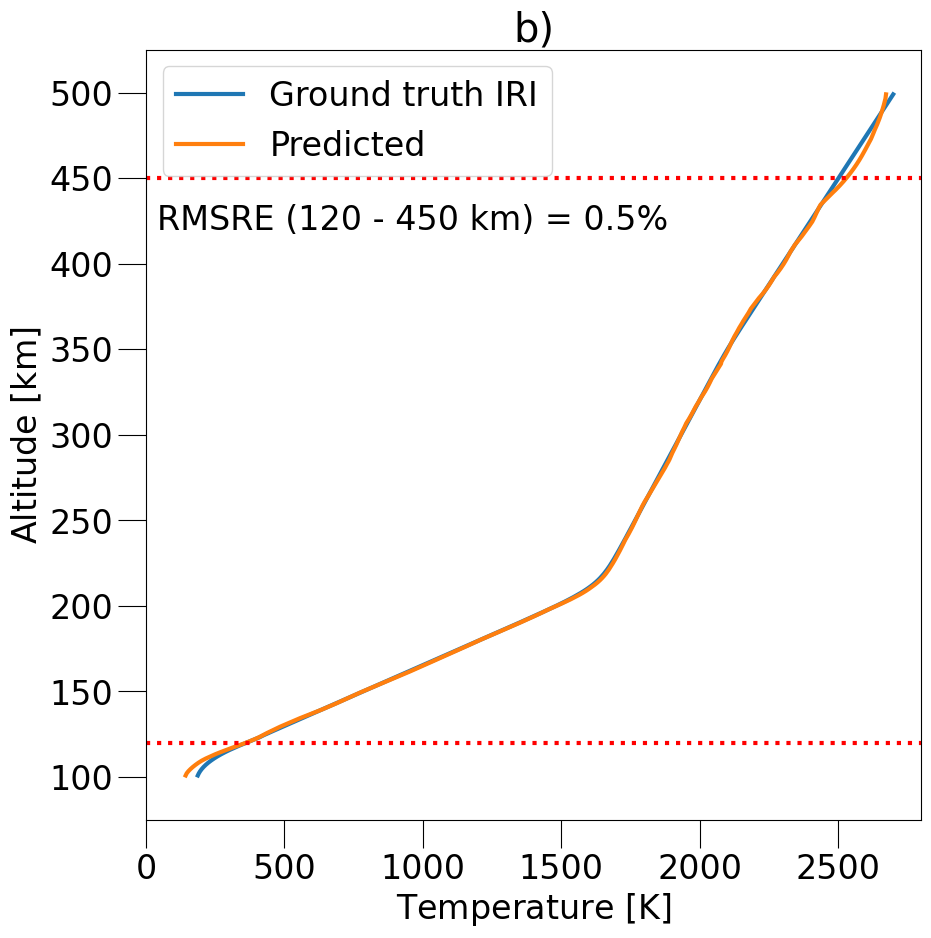 b)
Ground truth IRI
Predicted
RMSRE (120 - 450 km) = 0.5%
Altitude [km]
500
450
400
350
300
250
200
150
100
0 500 1000 1500 2000 2500
Temperature [K]